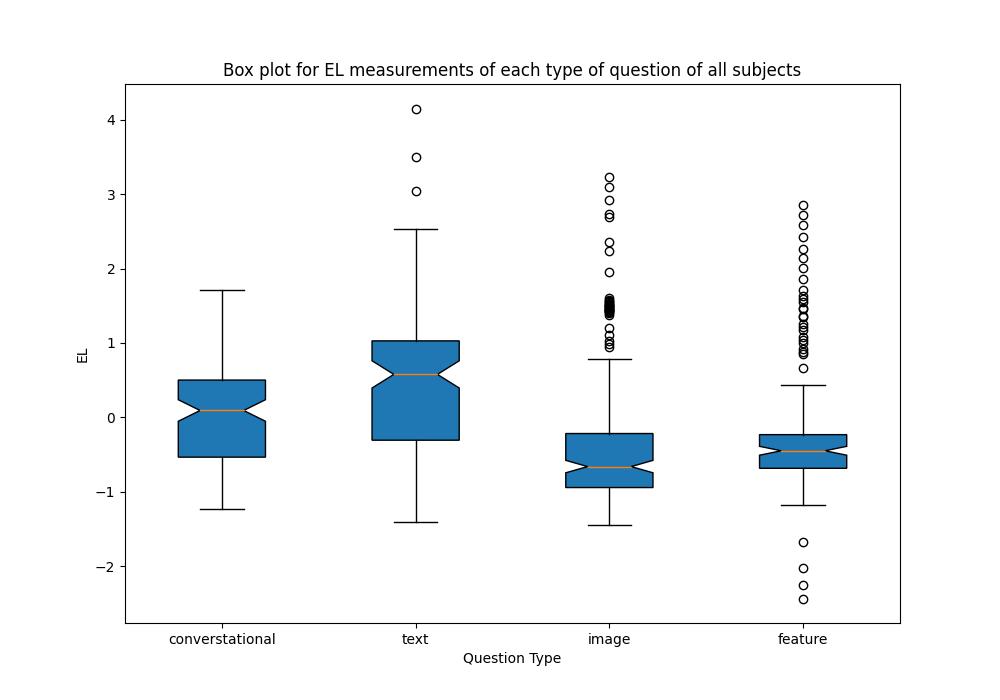 Box plot for EL measurements of each type of question of all subjects
4
3
2
1
0
−1
−2
EL
converstational
text
image
feature
Question Type